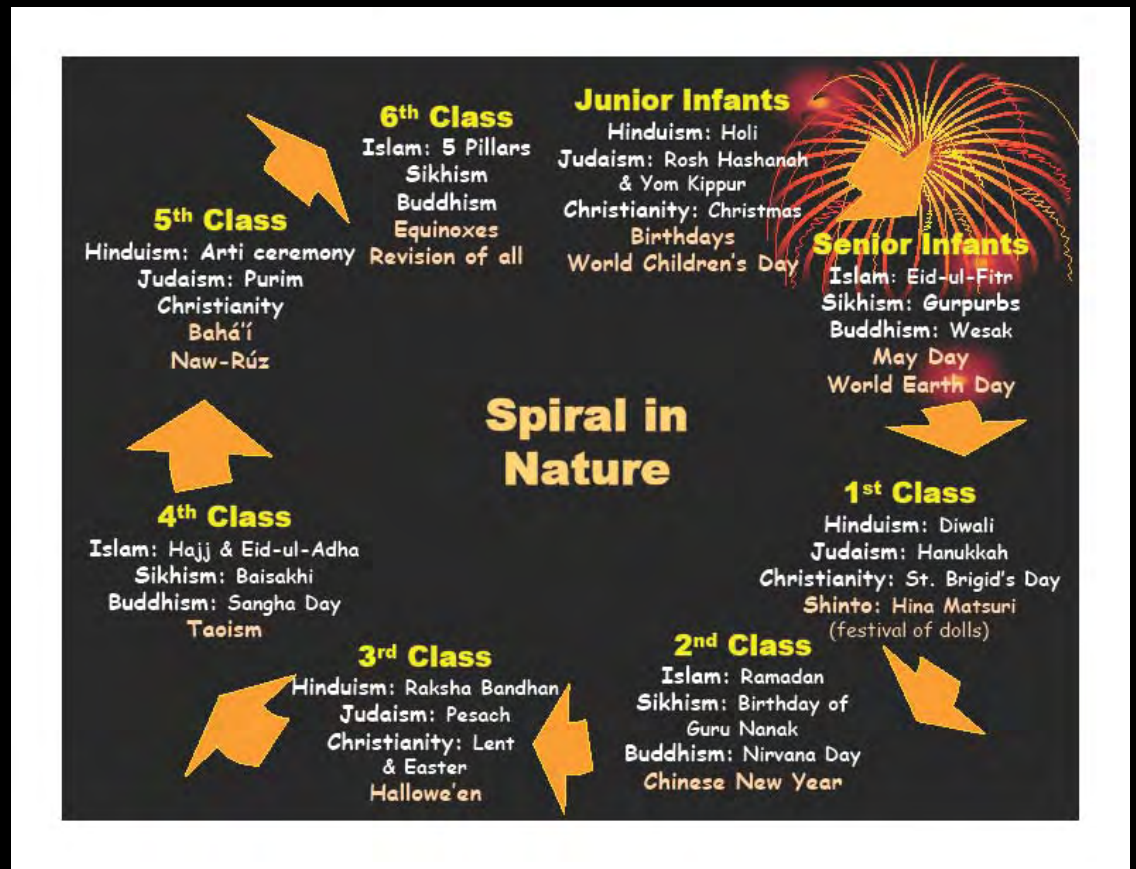 Junior Infants
Hinduism: Holi
Judaism: Rosh Hashanah
& Yom Kippur
Christianity: Christmas
Birthdays
World Children's Day
Senior Infants
Islam: Eid-ul-Fitr
Sikhism: Gurpurbs
Buddhism: Wesak
May Day
World Earth Day
1st Class
Hinduism: Diwali
Judaism: Hanukkah
Christianity: St. Brigid's Day
Shinto: Hina Matsuri
(festival of dolls)
2nd Class
Islam: Ramadan
Sikhism: Birthday of
Guru Nanak
Buddhism: Nirvana Day
Chinese New Year
3rd Class
Hinduism: Raksha Bandhan
Judaism: Pesach
Christianity: Lent
& Easter
Hallowe'en
4th Class
Islam: Hajj & Eid-ul-Adha
Sikhism: Baisakhi
Buddhism: Sangha Day
Taoism
5th Class
Hinduism: Arti ceremony
Judaism: Purim
Christianity
Bahá'í
Naw-Rúz
6th Class
Islam: 5 Pillars
Sikhism
Buddhism
Equinoxes
Revision of all
Spiral in
Nature